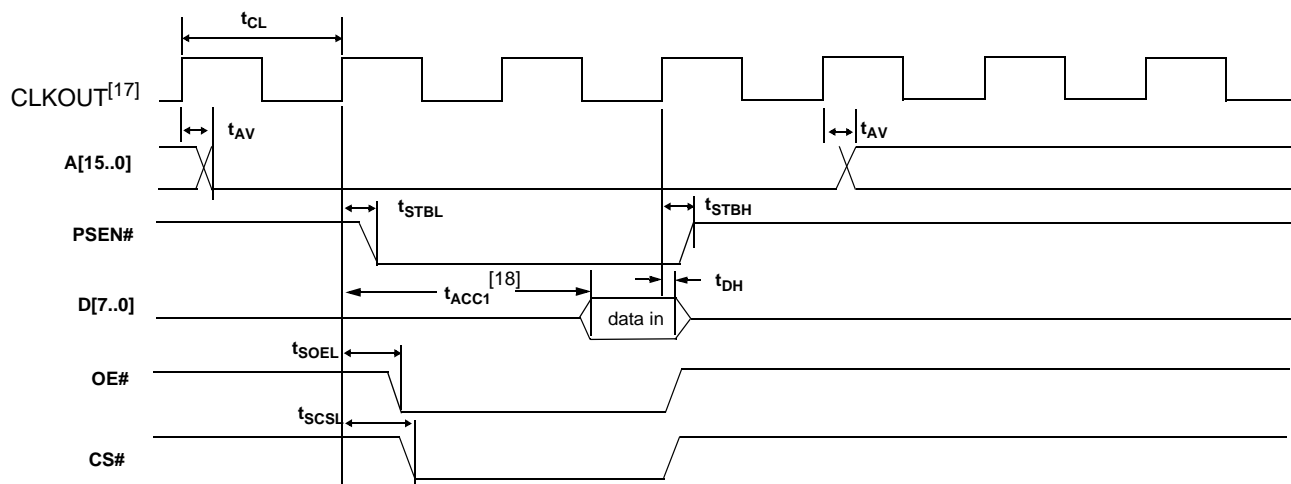 tCL
CLKOUT[17]
tAV
tAV
A[15..0]
tSTBL
tSTBH
PSEN#
[18]
tACC1
tDH
D[7..0]
data in
tSOEL
OE#
tSCSL
CS#